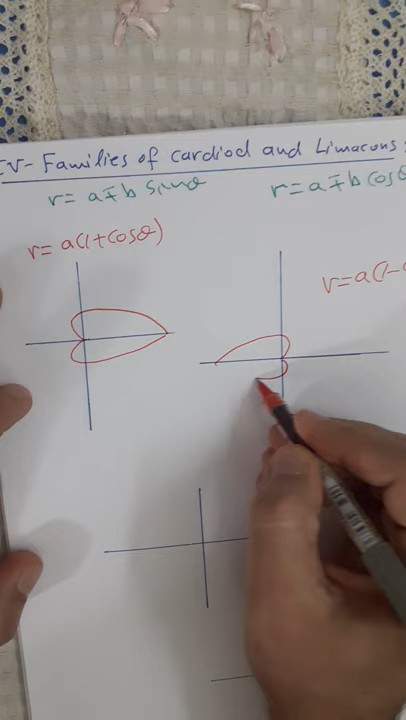 IV- Families of Cardiod and Limacons
r = a ∓ b sinθ
r = a ∓ b cosθ
r = a(1+cosθ)
r = a(1-